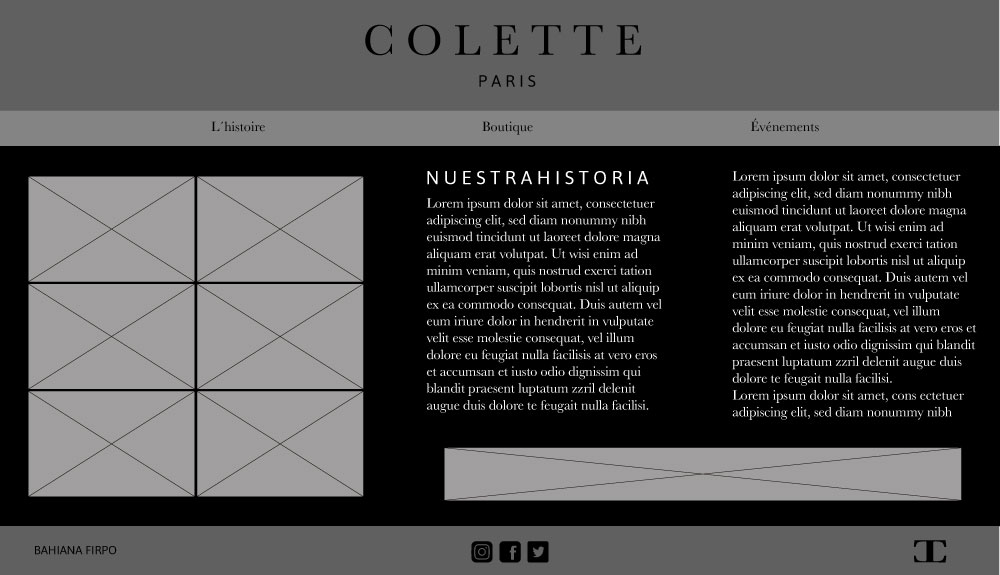 COLETTE
PARIS
L´histoire
Boutique
Événements
NUESTRAHISTORIA
Lorem ipsum dolor sit amet, consectetuer
adipiscing elit, sed diam nonummy nibh
euismod tincidunt ut laoreet dolore magna
aliquam erat volutpat. Ut wisi enim ad
minim veniam, quis nostrud exerci tation
ullamcorper suscipit lobortis nisl ut aliquip
ex ea commodo consequat. Duis autem vel
eum iriure dolor in hendrerit in vulputate
velit esse molestie consequat, vel illum
dolore eu feugiat nulla facilisis at vero eros
et accumsan et iusto odio dignissim qui
blandit praesent luptatum zzril delenit
augue duis dolore te feugait nulla facilisi.
Lorem ipsum dolor sit amet, consectetuer
adipiscing elit, sed diam nonummy nibh
euismod tincidunt ut laoreet dolore magna
aliquam erat volutpat. Ut wisi enim ad
minim veniam, quis nostrud exerci tation
ullamcorper suscipit lobortis nisl ut aliquip
ex ea commodo consequat. Duis autem vel
eum iriure dolor in hendrerit in vulputate
velit esse molestie consequat, vel illum
dolore eu feugiat nulla facilisis at vero eros et
accumsan et iusto odio dignissim qui blandit
praesent luptatum zzril delenit augue duis
dolore te feugait nulla facilisi.
Lorem ipsum dolor sit amet, cons ectetuer
adipiscing elit, sed diam nonummy nibh
BAHIANA FIRPO